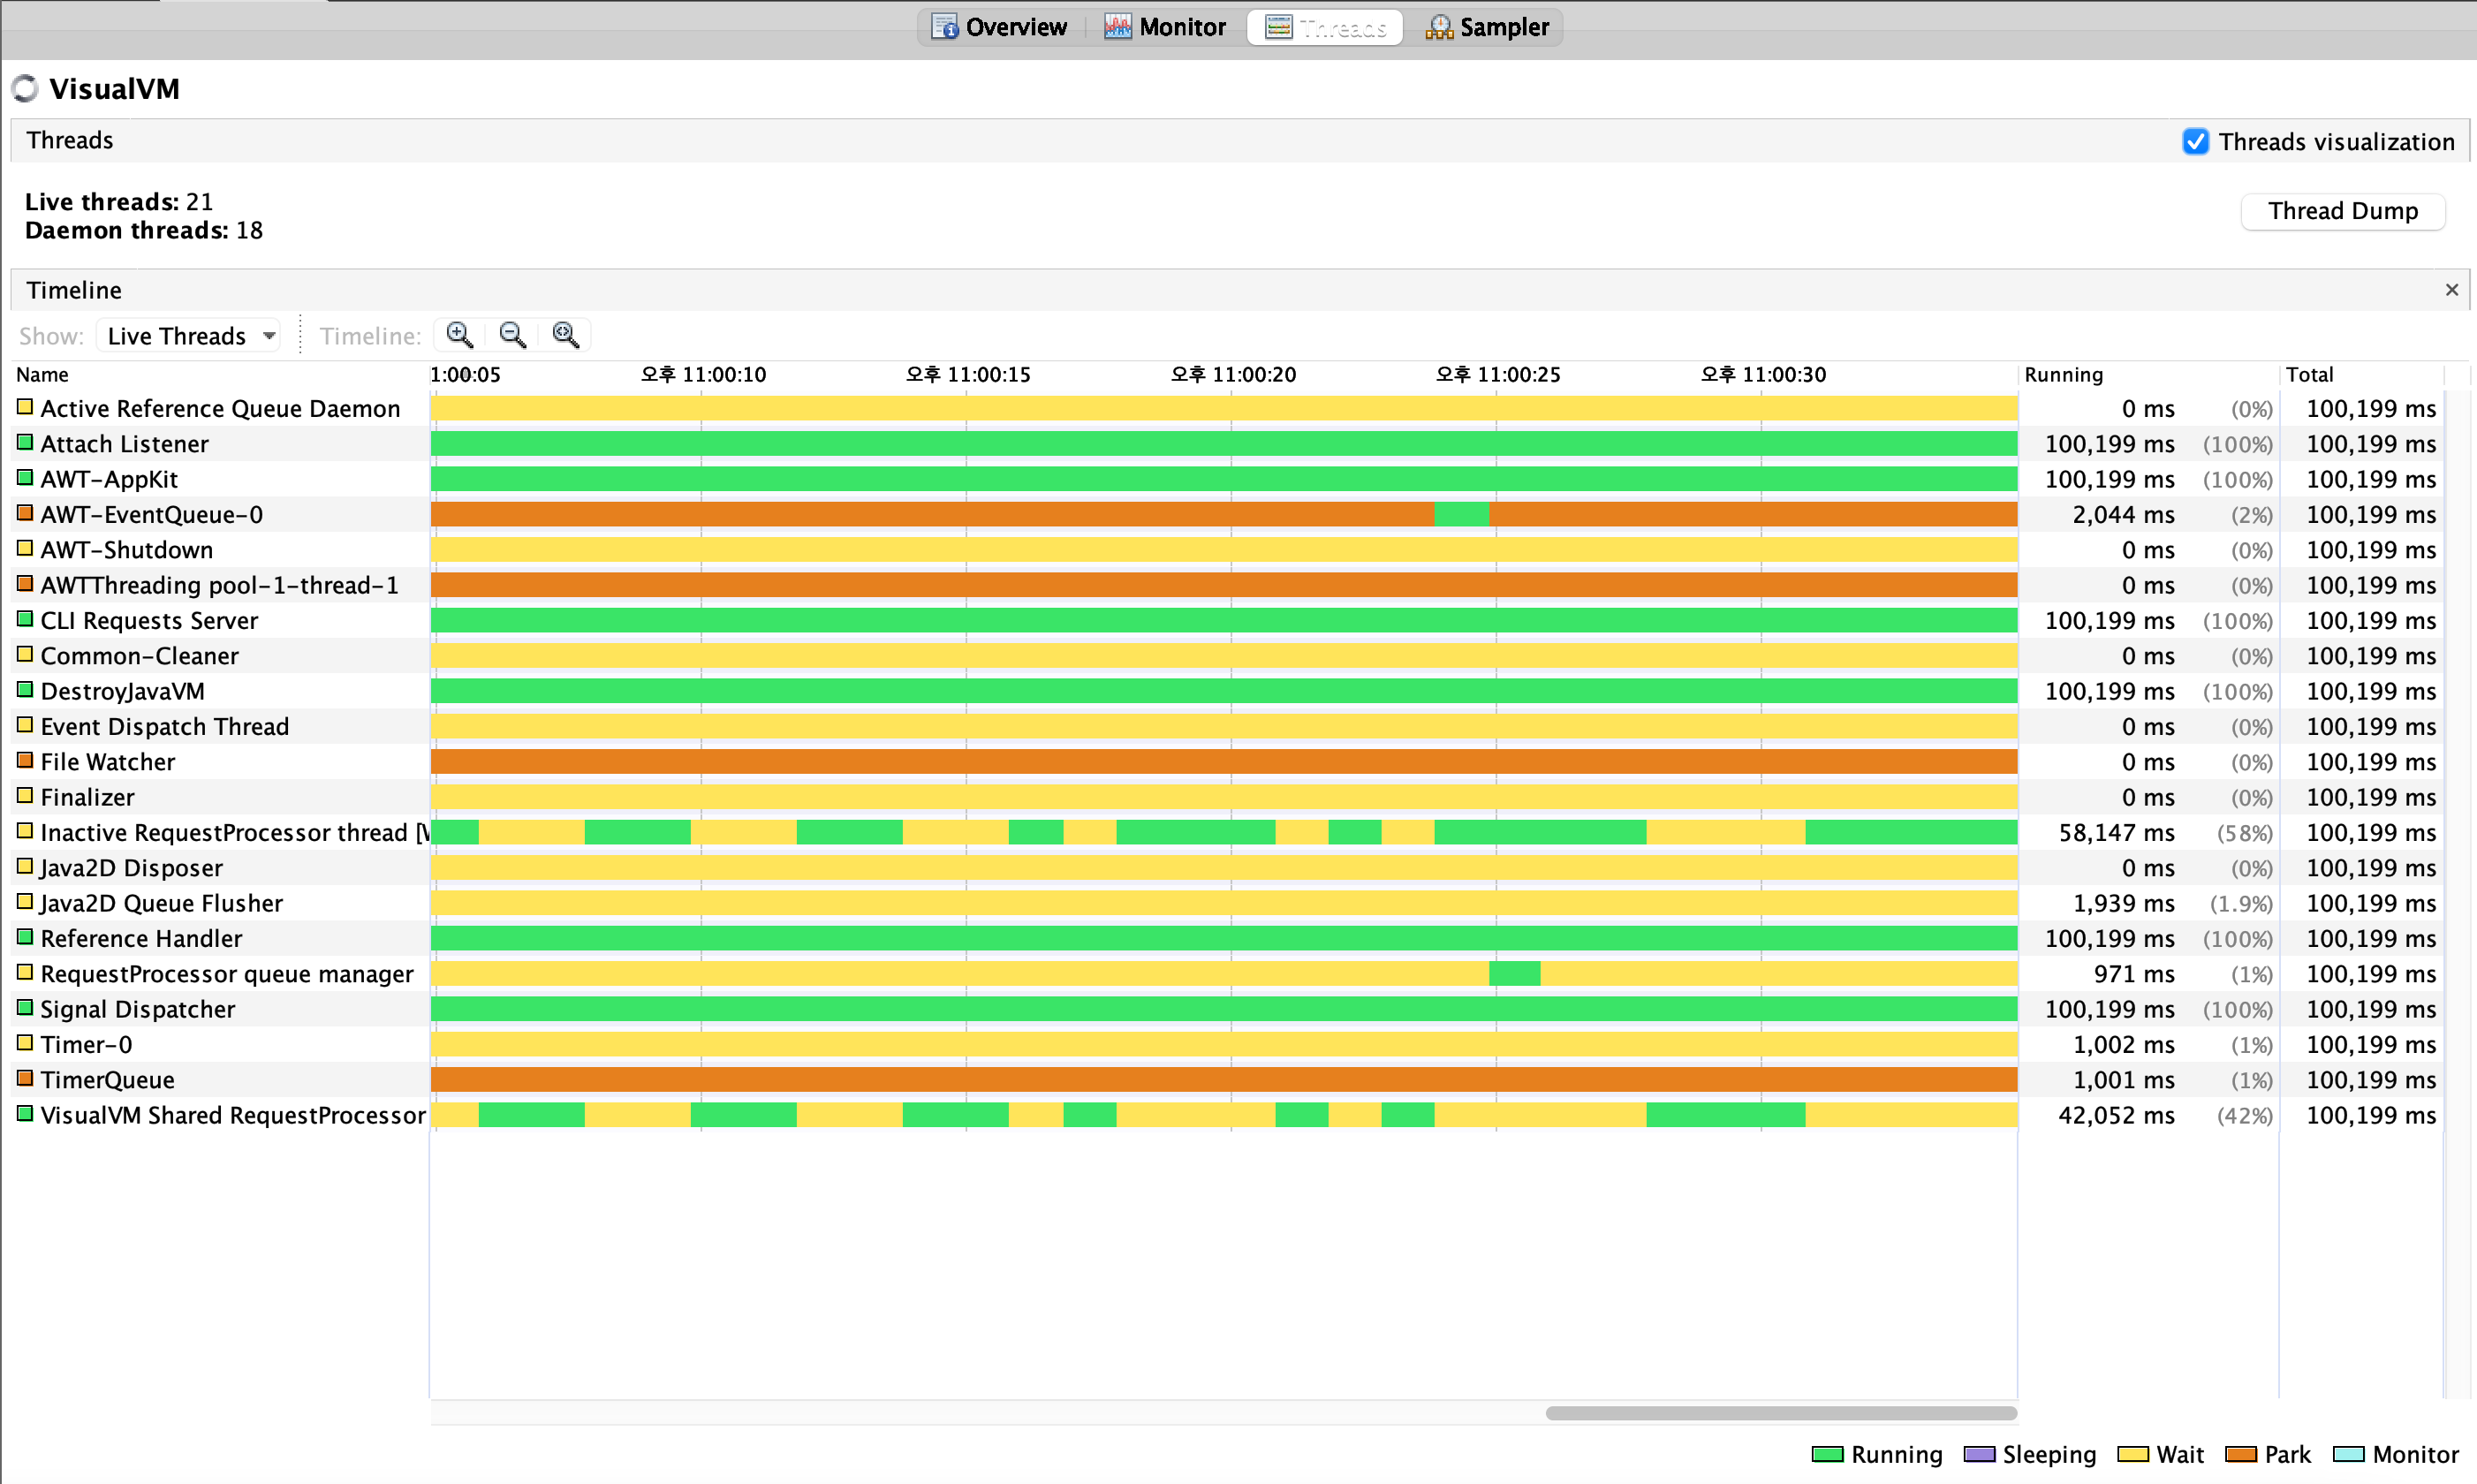 Overview Monitor Threads Sampler
VisualVM
Threads Threads visualization
Live threads: 21
Daemon threads: 18
Thread Dump
Timeline
Show: Live Threads Timeline:
Name 1:00:05 오후 11:00:10 오후 11:00:15 오후 11:00:20 오후 11:00:25 오후 11:00:30 Running Total
Active Reference Queue Daemon 0 ms (0%) 100,199 ms
Attach Listener 100,199 ms (100%) 100,199 ms
AWT-AppKit 100,199 ms (100%) 100,199 ms
AWT-EventQueue-0 2,044 ms (2%) 100,199 ms
AWT-Shutdown 0 ms (0%) 100,199 ms
AWTThreading pool-1-thread-1 0 ms (0%) 100,199 ms
CLI Requests Server 100,199 ms (100%) 100,199 ms
Common-Cleaner 0 ms (0%) 100,199 ms
DestroyJavaVM 100,199 ms (100%) 100,199 ms
Event Dispatch Thread 0 ms (0%) 100,199 ms
File Watcher 0 ms (0%) 100,199 ms
Finalizer 0 ms (0%) 100,199 ms
Inactive RequestProcessor thread [ 58,147 ms (58%) 100,199 ms
Java2D Disposer 0 ms (0%) 100,199 ms
Java2D Queue Flusher 1,939 ms (1.9%) 100,199 ms
Reference Handler 100,199 ms (100%) 100,199 ms
RequestProcessor queue manager 971 ms (1%) 100,199 ms
Signal Dispatcher 100,199 ms (100%) 100,199 ms
Timer-0 1,002 ms (1%) 100,199 ms
TimerQueue 1,001 ms (1%) 100,199 ms
VisualVM Shared RequestProcessor 42,052 ms (42%) 100,199 ms
Running Sleeping Wait Park Monitor